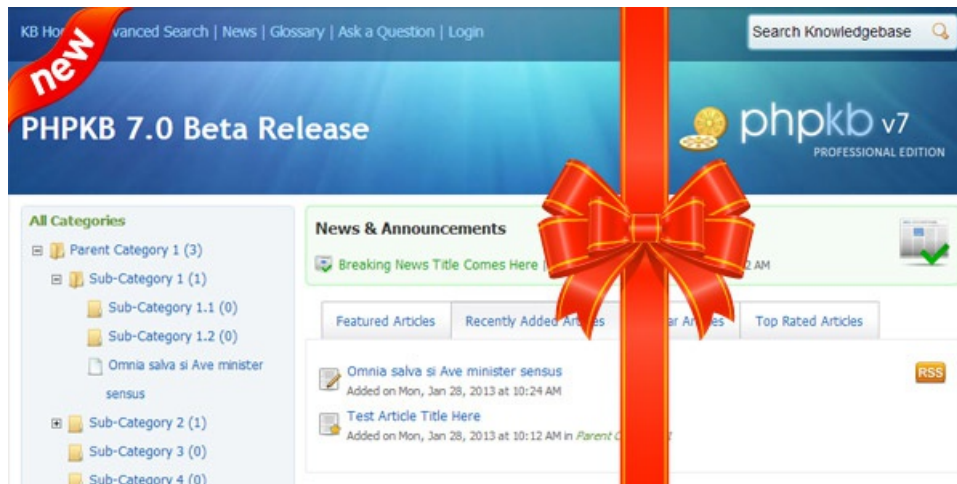 new
KB Ho vanced Search | News | Glossary | Ask a Question | Login
Search Knowledgebase
PHPKB 7.0 Beta Release
phpkb v7
PROFESSIONAL EDITION
All Categories
Parent Category 1 (3)
Sub-Category 1 (1)
Sub-Category 1.1 (0)
Sub-Category 1.2 (0)
Omnia salva si Ave minister
sensus
Sub-Category 2 (1)
Sub-Category 3 (0)
Sub-Category 4 (0)
News & Announcements
Breaking News Title Comes Here | 2 AM
Featured Articles
Recently Added Articles
Top Rated Articles
Omnia salva si Ave minister sensus
RSS
Added on Mon, Jan 28, 2013 at 10:24 AM
Test Article Title Here
Added on Mon, Jan 28, 2013 at 10:12 AM in Parent